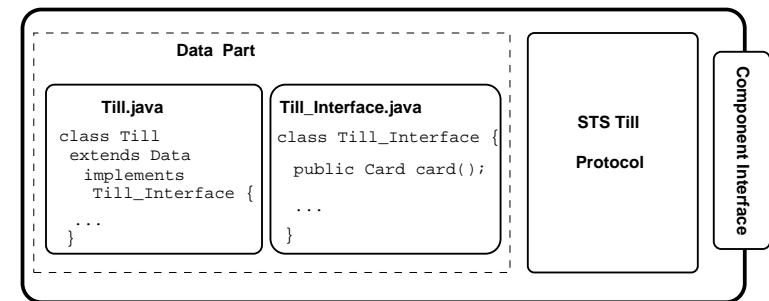 Data Part
Till.java
class Till
extends Data
implements
Till_Interface {
...
}
Till_Interface.java
class Till_Interface {
public Card card();
...
}
STS Till
Protocol
Component Interface